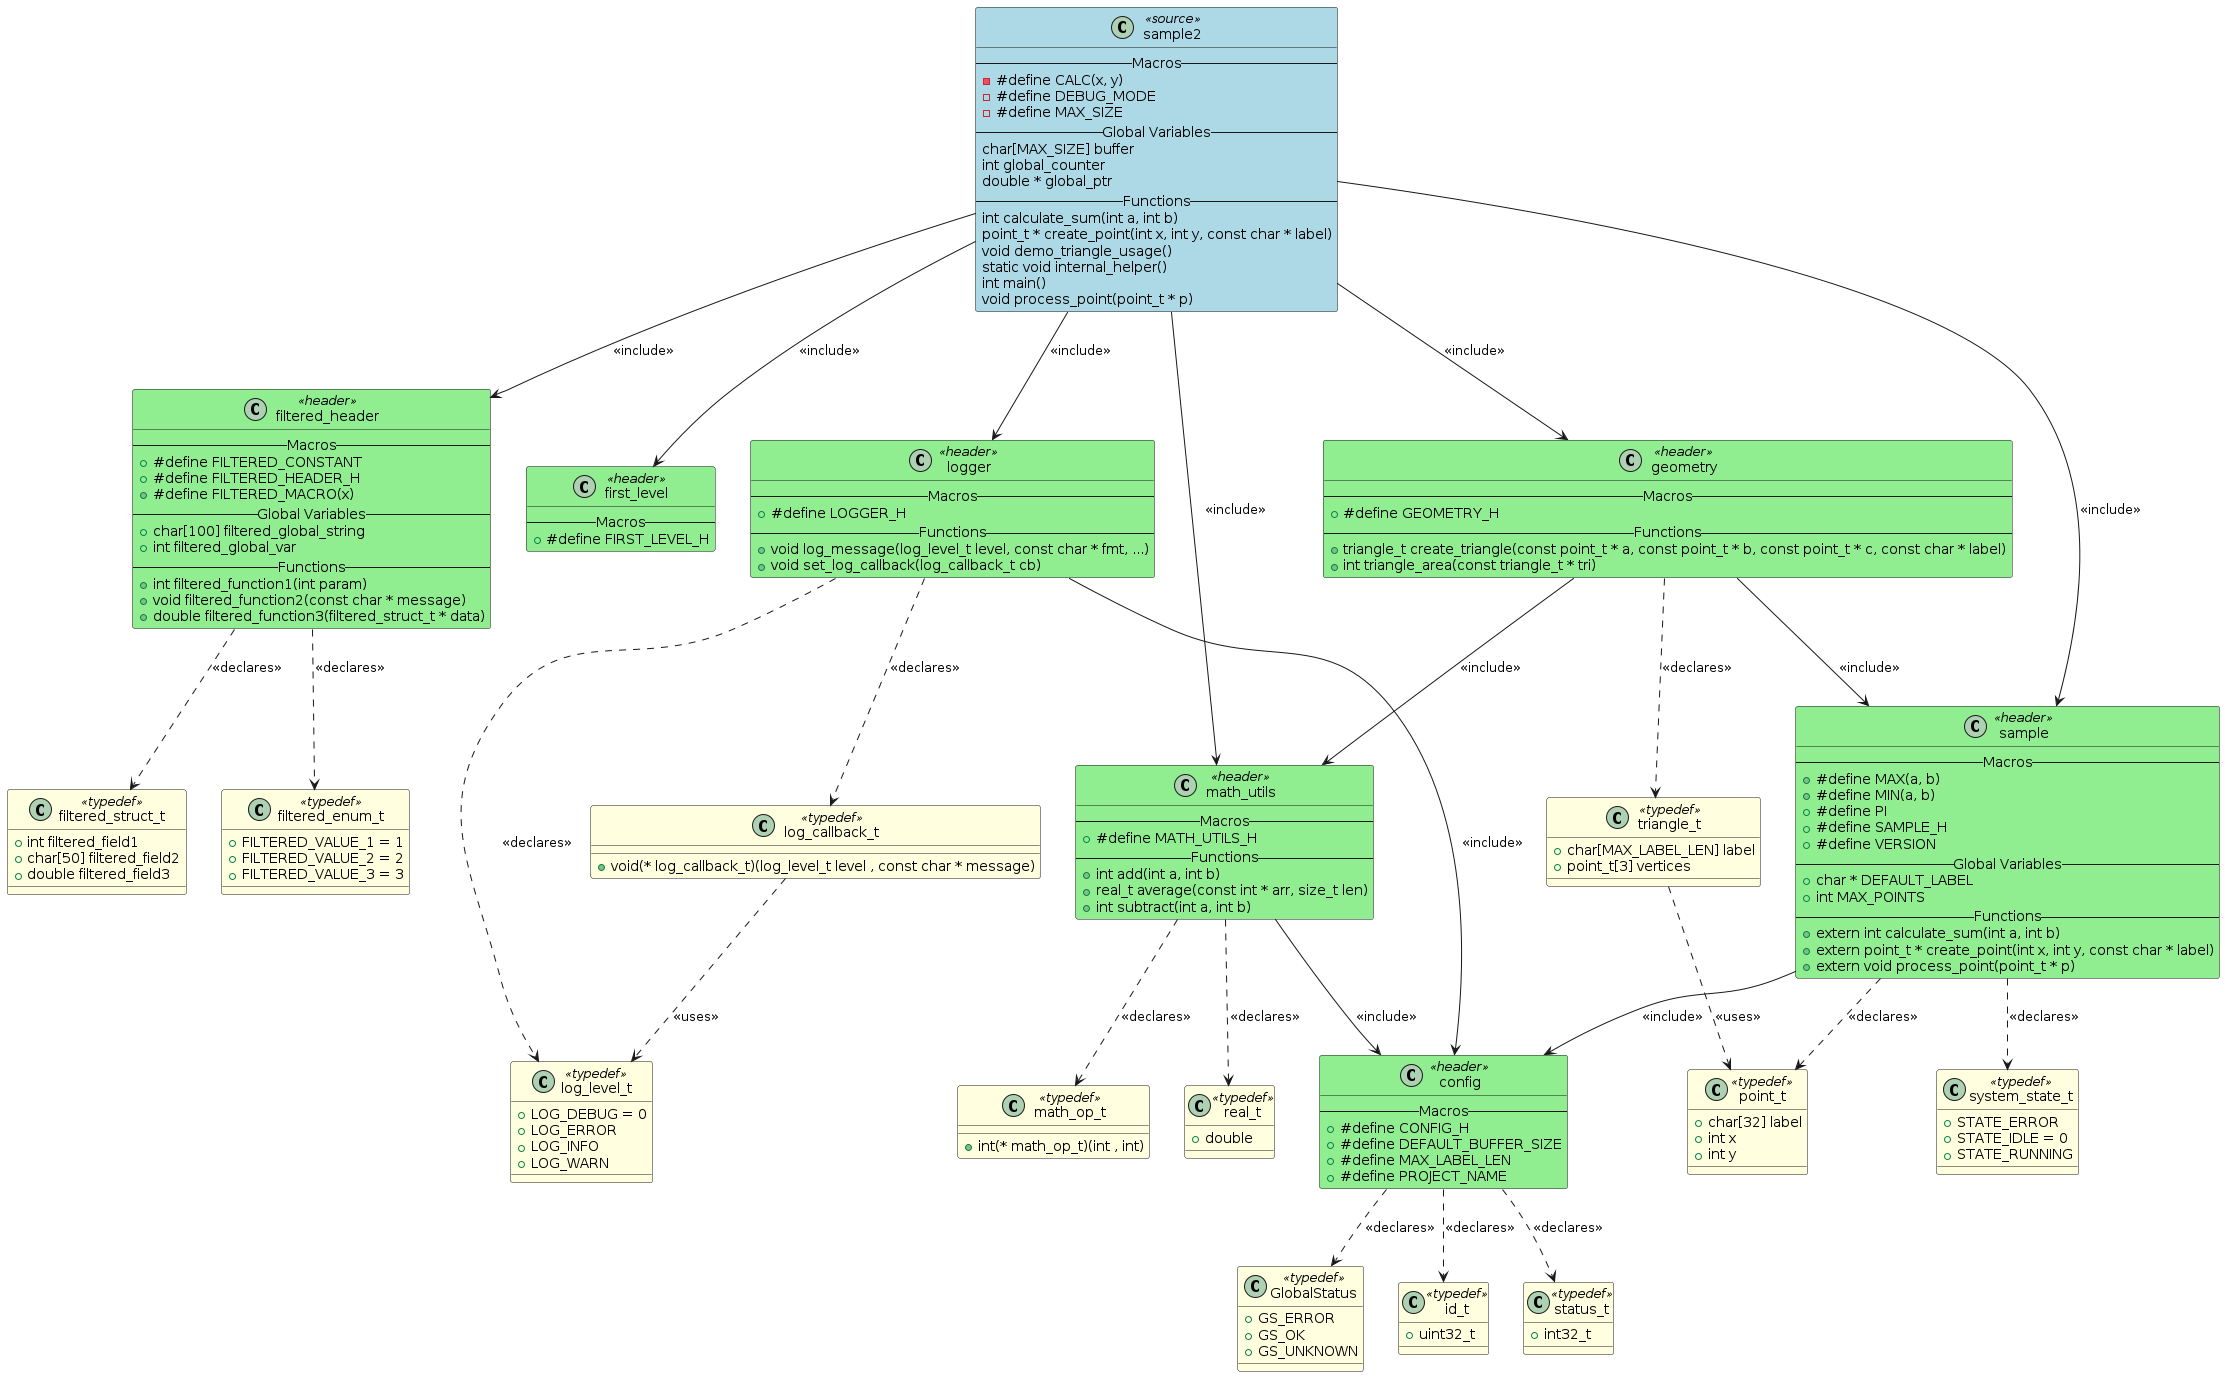 «source»
C
sample2
Macros
#define CALC(x, y)
#define DEBUG_MODE
#define MAX_SIZE
Global Variables
char[MAX_SIZE] buffer
int global_counter
double * global_ptr
Functions
int calculate_sum(int a, int b)
point_t * create_point(int x, int y, const char * label)
void demo_triangle_usage()
static void internal_helper()
int main()
void process_point(point_t * p)
«include»
«include»
«include»
«include»
«include»
«include»
«header»
C
filtered_header
Macros
#define FILTERED_CONSTANT
#define FILTERED_HEADER_H
#define FILTERED_MACRO(x)
Global Variables
char[100] filtered_global_string
int filtered_global_var
Functions
int filtered_function1(int param)
void filtered_function2(const char * message)
double filtered_function3(filtered_struct_t * data)
«header»
C
first_level
Macros
#define FIRST_LEVEL_H
«header»
C
logger
Macros
#define LOGGER_H
Functions
void log_message(log_level_t level, const char * fmt, ...)
void set_log_callback(log_callback_t cb)
«header»
C
geometry
Macros
#define GEOMETRY_H
Functions
triangle_t create_triangle(const point_t * a, const point_t * b, const point_t * c, const char * label)
int triangle_area(const triangle_t * tri)
«declares»
«declares»
«declares»
«include»
«declares»
«include»
«typedef»
C
filtered_struct_t
int filtered_field1
char[50] filtered_field2
double filtered_field3
«typedef»
C
filtered_enum_t
FILTERED_VALUE_1 = 1
FILTERED_VALUE_2 = 2
FILTERED_VALUE_3 = 3
«declares»
«typedef»
C
log_callback_t
void(* log_callback_t)(log_level_t level , const char * message)
«header»
C
math_utils
Macros
#define MATH_UTILS_H
Functions
int add(int a, int b)
real_t average(const int * arr, size_t len)
int subtract(int a, int b)
«include»
«typedef»
C
triangle_t
char[MAX_LABEL_LEN] label
point_t[3] vertices
«header»
C
sample
Macros
#define MAX(a, b)
#define MIN(a, b)
#define PI
#define SAMPLE_H
#define VERSION
Global Variables
char * DEFAULT_LABEL
int MAX_POINTS
Functions
extern int calculate_sum(int a, int b)
extern point_t * create_point(int x, int y, const char * label)
extern void process_point(point_t * p)
«uses»
«declares»
«declares»
«include»
«include»
«uses»
«declares»
«declares»
«typedef»
C
log_level_t
LOG_DEBUG = 0
LOG_ERROR
LOG_INFO
LOG_WARN
«typedef»
C
math_op_t
int(* math_op_t)(int , int)
«typedef»
C
real_t
double
«header»
C
config
Macros
#define CONFIG_H
#define DEFAULT_BUFFER_SIZE
#define MAX_LABEL_LEN
#define PROJECT_NAME
«typedef»
C
point_t
char[32] label
int x
int y
«typedef»
C
system_state_t
STATE_ERROR
STATE_IDLE = 0
STATE_RUNNING
«declares»
«declares»
«declares»
«typedef»
C
GlobalStatus
GS_ERROR
GS_OK
GS_UNKNOWN
«typedef»
C
id_t
uint32_t
«typedef»
C
status_t
int32_t